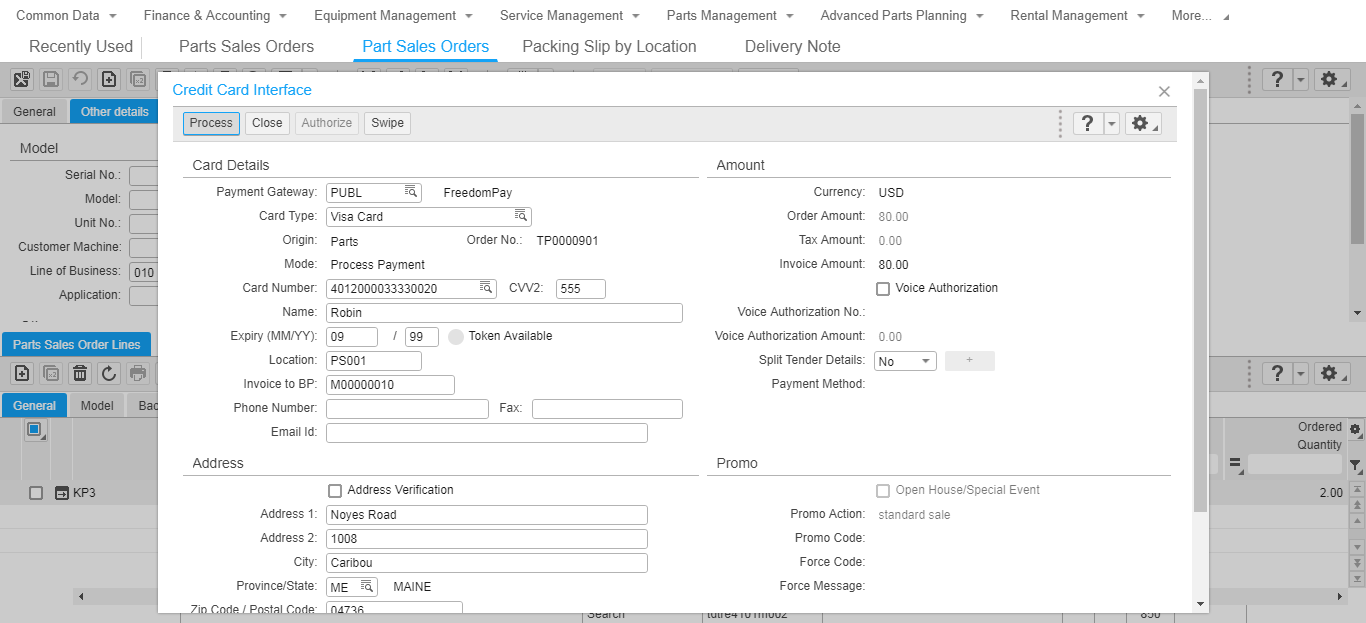 Common Data Finance & Accounting Equipment Management Service Management Parts Management Advanced Parts Planning Rental Management More...
Recently Used Parts Sales Orders Part Sales Orders Packing Slip by Location Delivery Note
Credit Card Interface
General Other details
Process Close Authorize Swipe
Model
Serial No.:
Model:
Unit No.:
Customer Machine:
Line of Business: 010
Application:
Parts Sales Order Lines
General Model
KP3
Card Details
Payment Gateway: PUBL FreedomPay
Card Type: Visa Card
Origin: Parts Order No.: TP0000901
Mode: Process Payment
Card Number: 4012000033330020 CVV2: 555
Name: Robin
Expiry (MM/YY): 09 / 99 Token Available
Location: PS001
Invoice to BP: M00000010
Phone Number: Fax:
Email Id:
Amount
Currency: USD
Order Amount: 80.00
Tax Amount: 0.00
Invoice Amount: 80.00
Voice Authorization
Voice Authorization No.:
Voice Authorization Amount: 0.00
Split Tender Details: No +
Payment Method:
Address
Address Verification
Address 1: Noyes Road
Address 2: 1008
City: Caribou
Province/State: ME MAINE
Zip Code / Postal Code: 04736
Promo
Open House/Special Event
Promo Action: standard sale
Promo Code:
Force Code:
Force Message:
Ordered
Quantity
2.00
Search
850